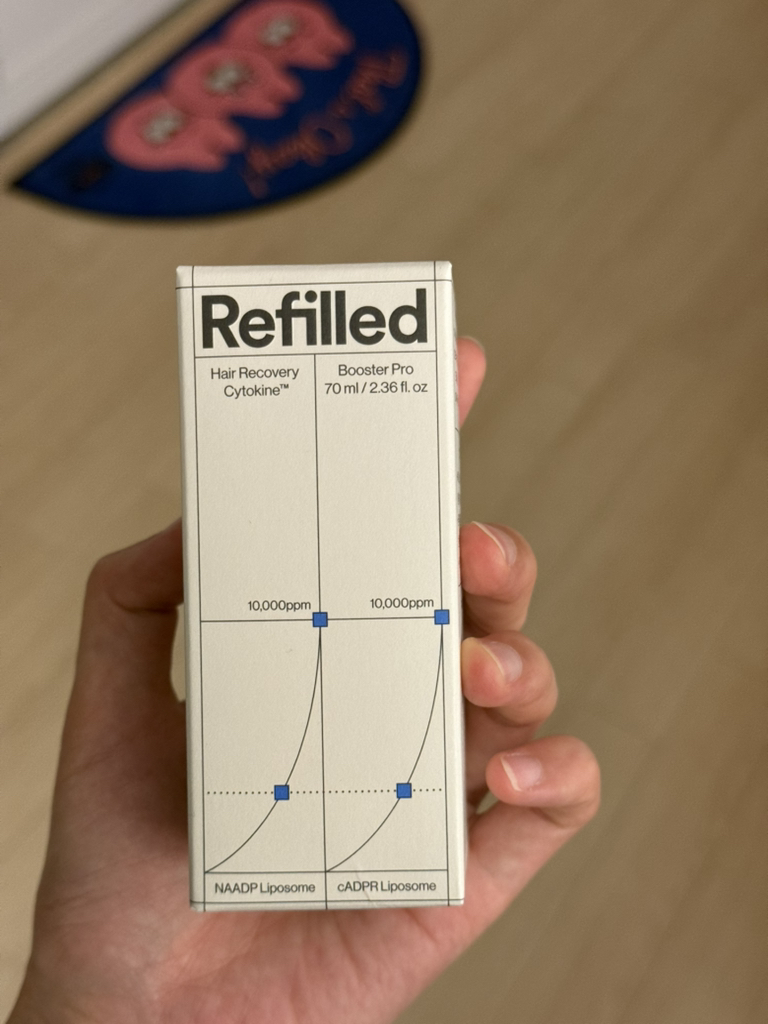 Refilled
Hair Recovery
Cytokine™
Booster Pro
70 ml / 2.36 fl. oz
10,000ppm
10,000ppm
NAADP Liposome
cADPR Liposome